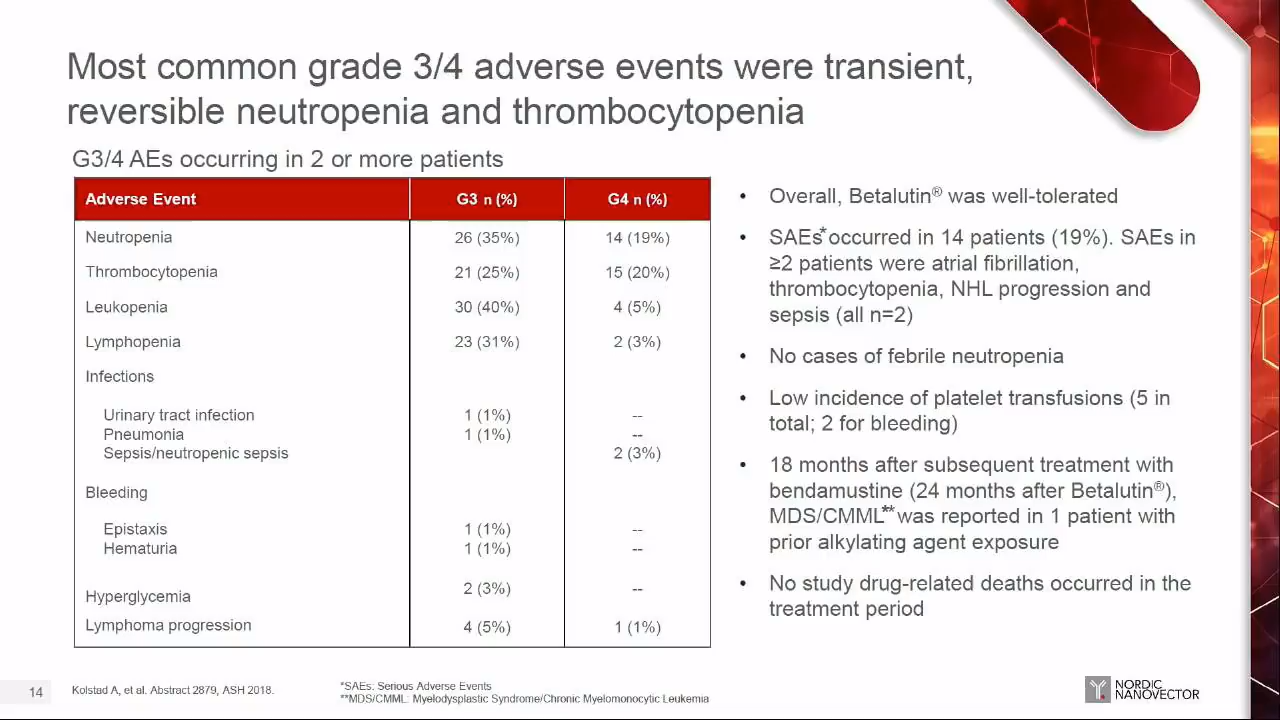 Most common grade 3/4 adverse events were transient,
reversible neutropenia and thrombocytopenia
G3/4 AEs occurring in 2 or more patients
Adverse Event G3 n (%) G4 n (%)
Neutropenia 26 (35%) 14 (19%)
Thrombocytopenia 21 (25%) 15 (20%)
Leukopenia 30 (40%) 4 (5%)
Lymphopenia 23 (31%) 2 (3%)
Infections
Urinary tract infection 1 (1%) --
Pneumonia 1 (1%) --
Sepsis/neutropenic sepsis 2 (3%)
Bleeding
Epistaxis 1 (1%) --
Hematuria 1 (1%) --
Hyperglycemia 2 (3%) --
Lymphoma progression 4 (5%) 1 (1%)
• Overall, Betalutin® was well-tolerated
• SAEs* occurred in 14 patients (19%). SAEs in
≥2 patients were atrial fibrillation,
thrombocytopenia, NHL progression and
sepsis (all n=2)
• No cases of febrile neutropenia
• Low incidence of platelet transfusions (5 in
total; 2 for bleeding)
• 18 months after subsequent treatment with
bendamustine (24 months after Betalutin®),
MDS/CMML** was reported in 1 patient with
prior alkylating agent exposure
• No study drug-related deaths occurred in the
treatment period
14
Kolstad A, et al. Abstract 2879, ASH 2018.
*SAEs: Serious Adverse Events
**MDS/CMML: Myelodysplastic Syndrome/Chronic Myelomonocytic Leukemia
NORDIC
NANOVECTOR